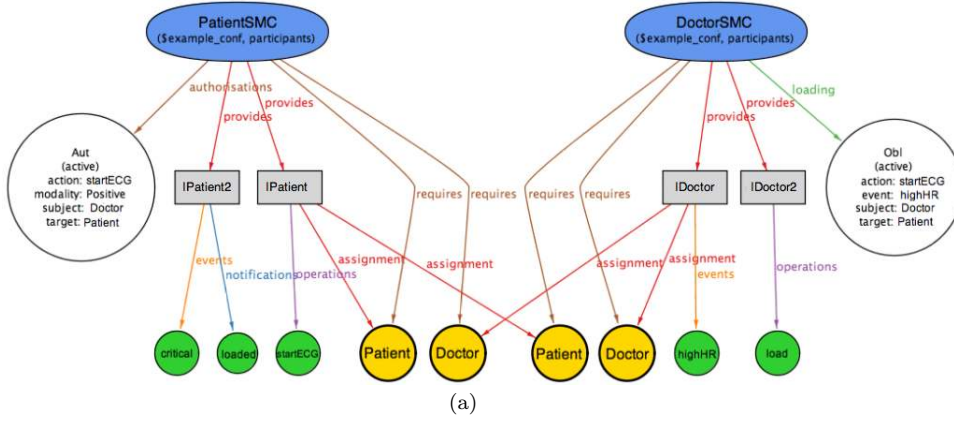 PatientSMC
($example_conf, participants)
DoctorSMC
($example_conf, participants)
authorisations
provides
provides
provides
provides
loading
Aut
(active)
action: startECG
modality: Positive
subject: Doctor
target: Patient
IPatient2
IPatient
requires
requires
requires
requires
IDoctor
IDoctor2
Obl
(active)
action: startECG
event: highHR
subject: Doctor
target: Patient
events
notifications
operations
assignment
assignment
assignment
assignment
events
operations
critical
loaded
startECG
Patient
Doctor
Patient
Doctor
highHR
load
(a)